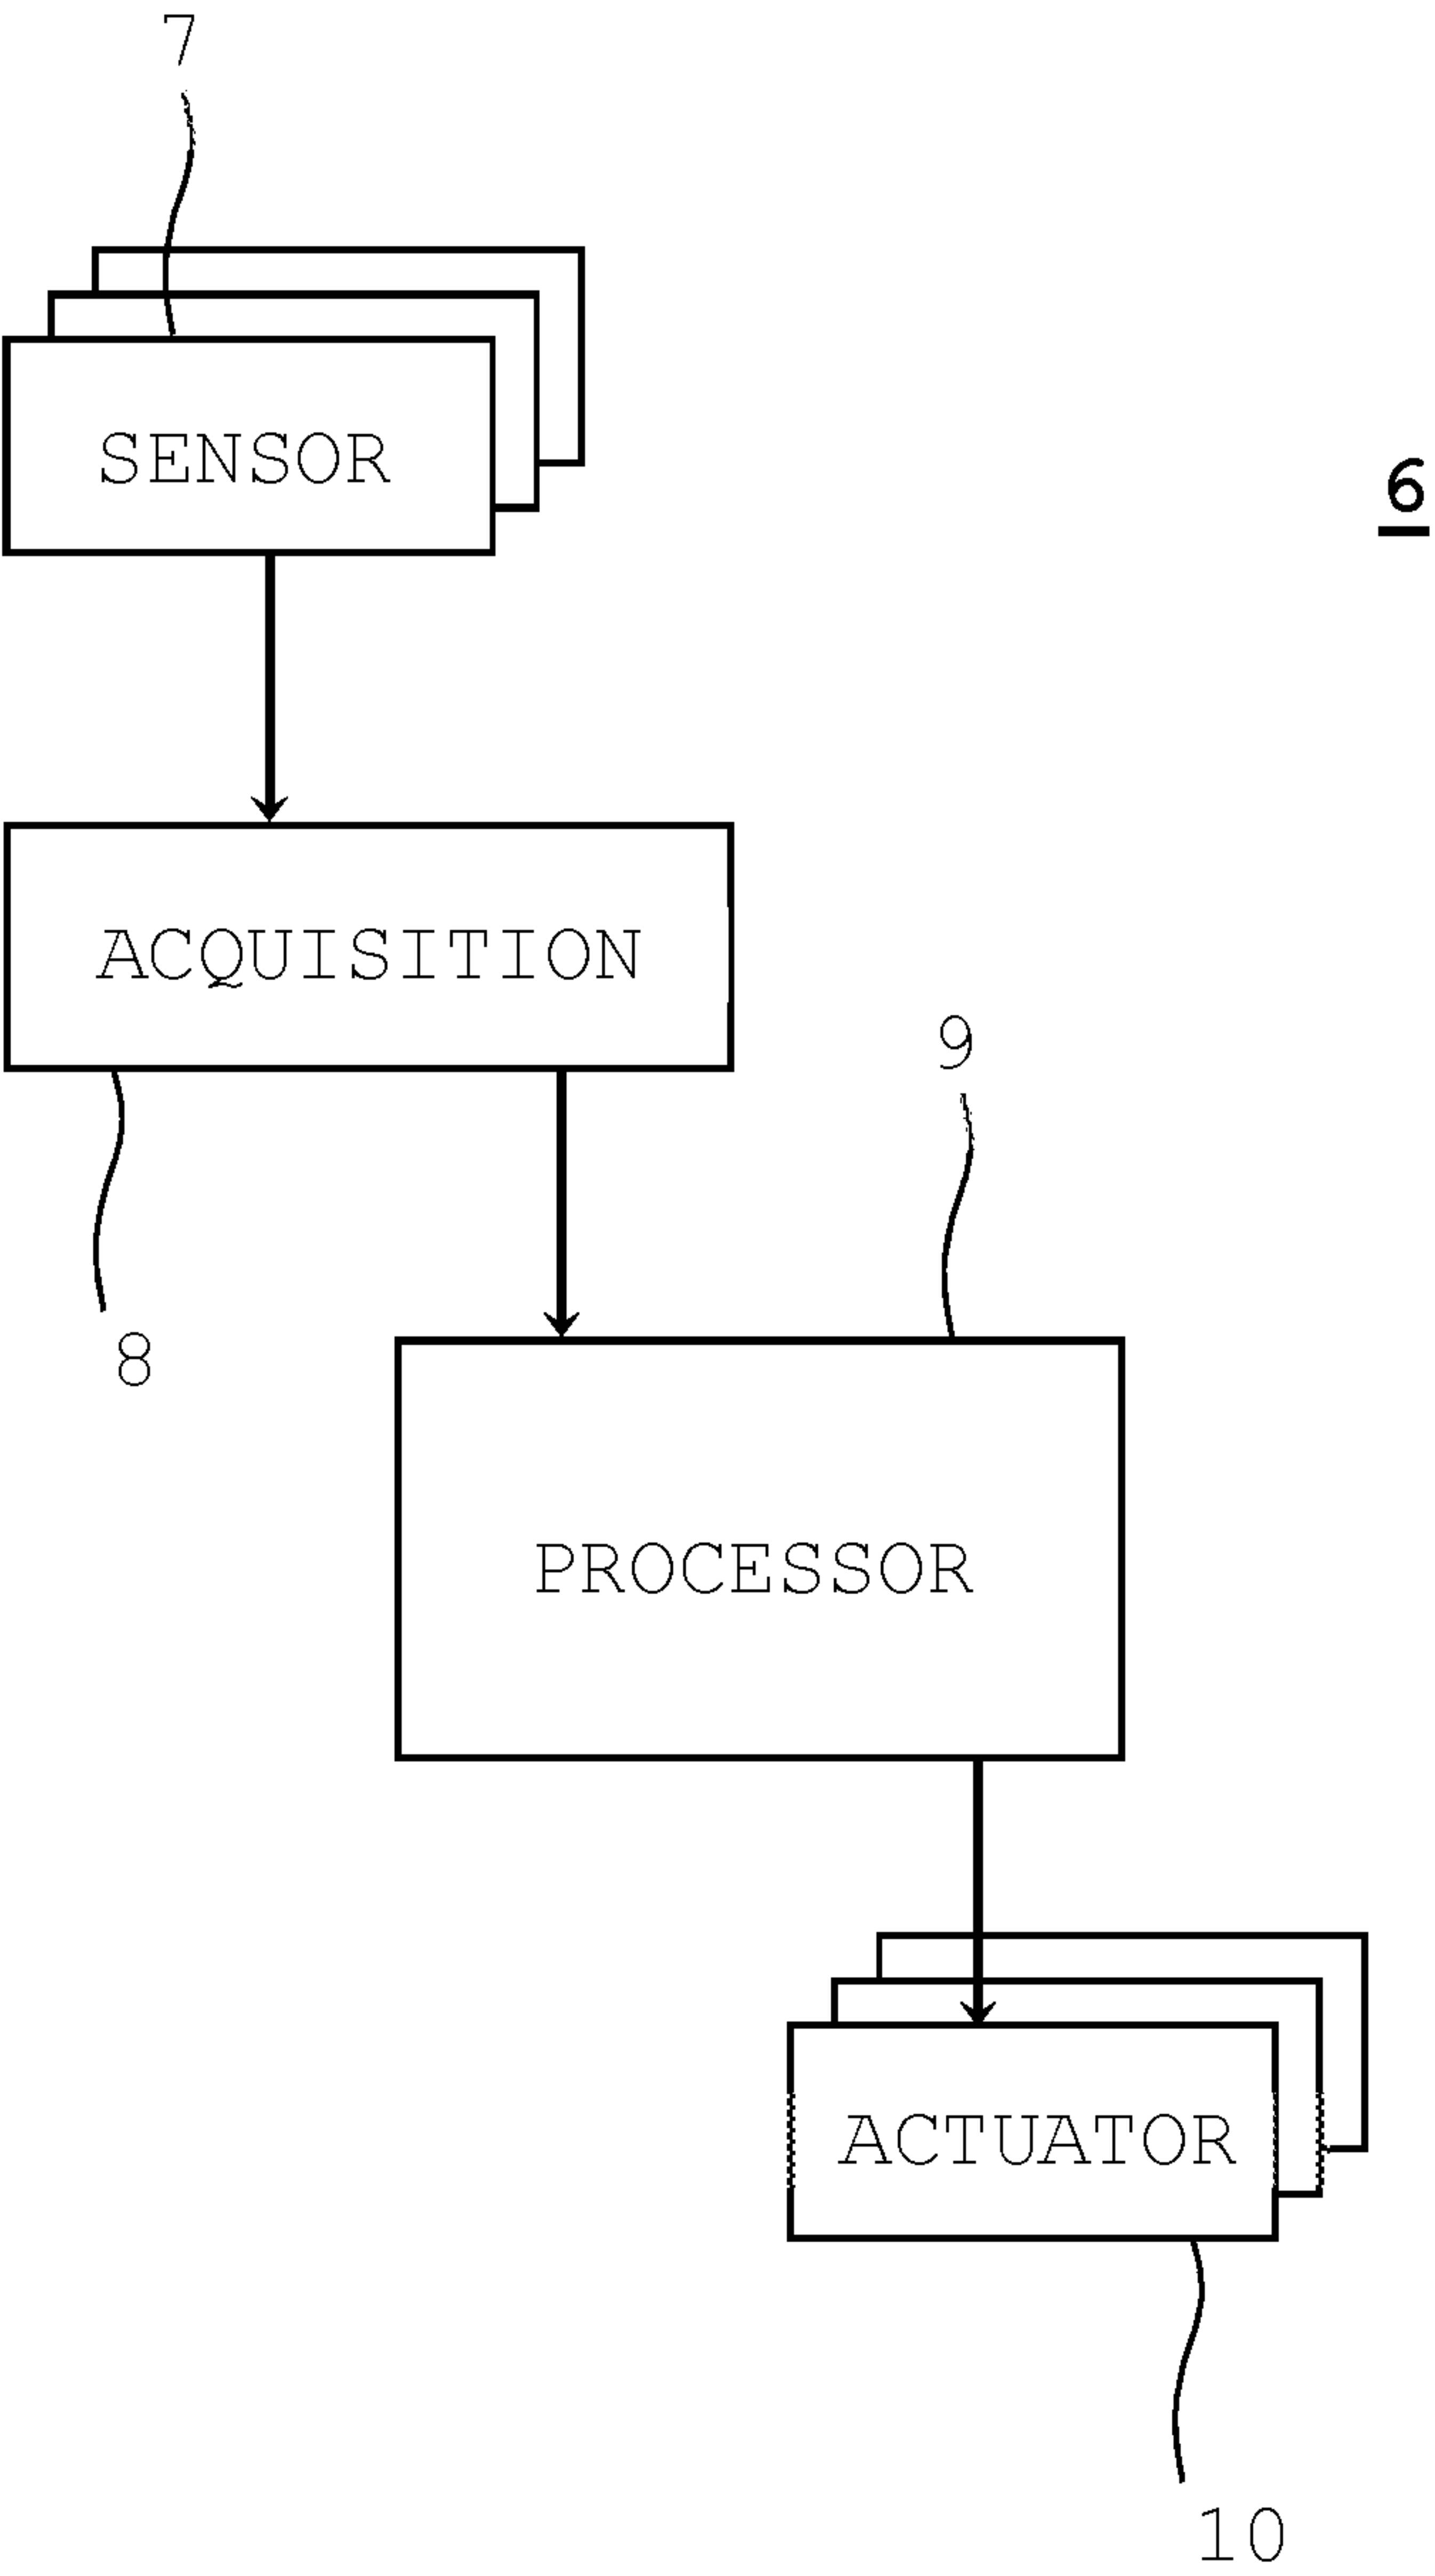 7
SENSOR
6
ACQUISITION
9
8
PROCESSOR
ACTUATOR
10